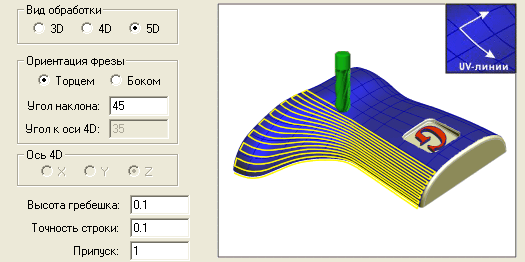 Вид обработки
3D 4D 5D
Ориентация фрезы
Торцем Боком
Угол наклона: 45
Угол к оси 4D: 35
Ось 4D
X Y Z
Высота гребешка: 0.1
Точность строки: 0.1
Припуск: 1
UV-линии
G